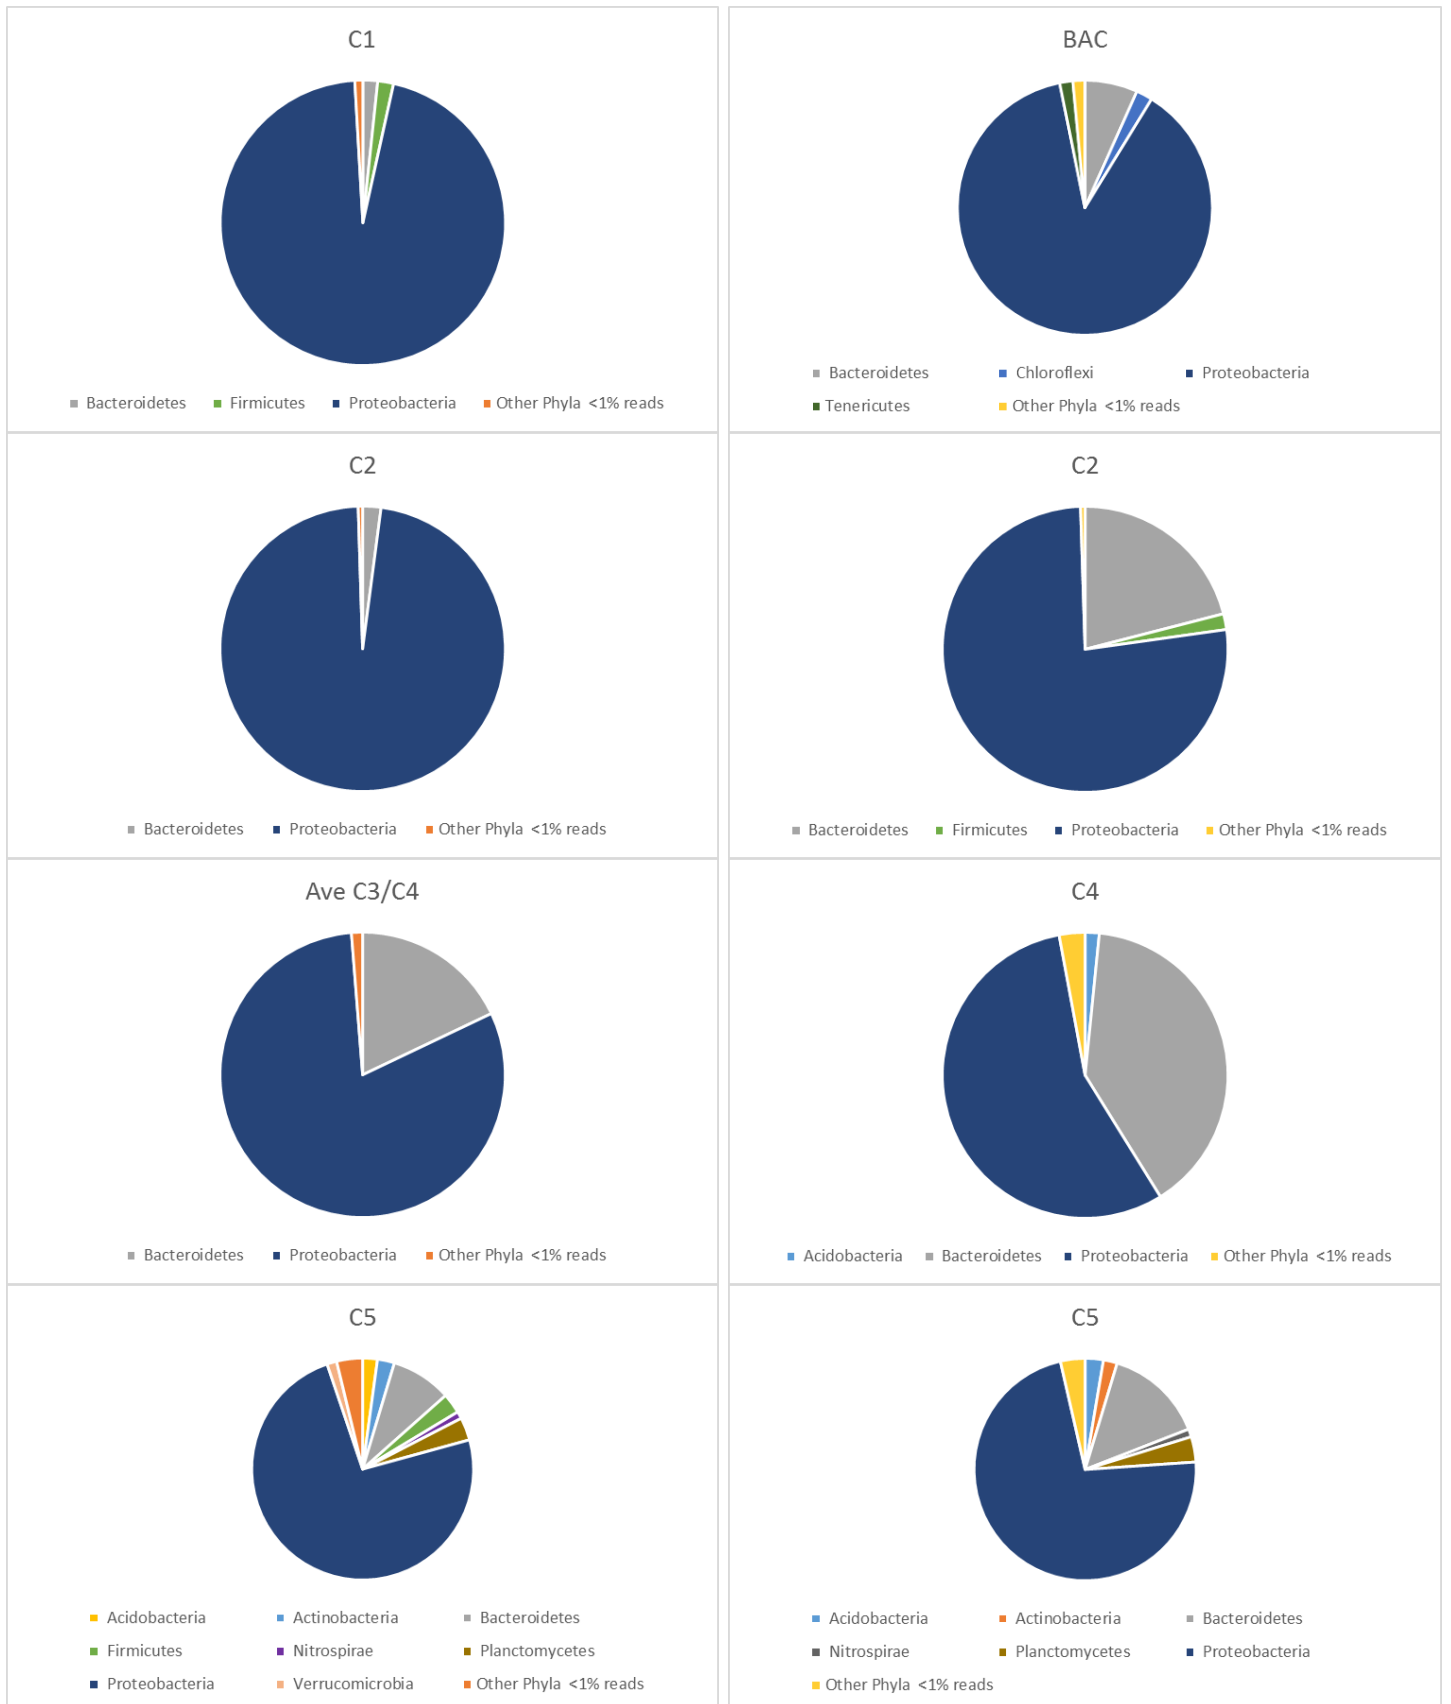 C1
Bacteroidetes Firmicutes Proteobacteria Other Phyla <1% reads
BAC
Bacteroidetes Chloroflexi Proteobacteria
Tenericutes Other Phyla <1% reads
C2
Bacteroidetes Proteobacteria Other Phyla <1% reads
C2
Bacteroidetes Firmicutes Proteobacteria Other Phyla <1% reads
Ave C3/C4
Bacteroidetes Proteobacteria Other Phyla <1% reads
C4
Acidobacteria Bacteroidetes Proteobacteria Other Phyla <1% reads
C5
Acidobacteria Actinobacteria Bacteroidetes
Firmicutes Nitrospirae Planctomycetes
Proteobacteria Verrucomicrobia Other Phyla <1% reads
C5
Acidobacteria Actinobacteria Bacteroidetes
Nitrospirae Planctomycetes Proteobacteria
Other Phyla <1% reads